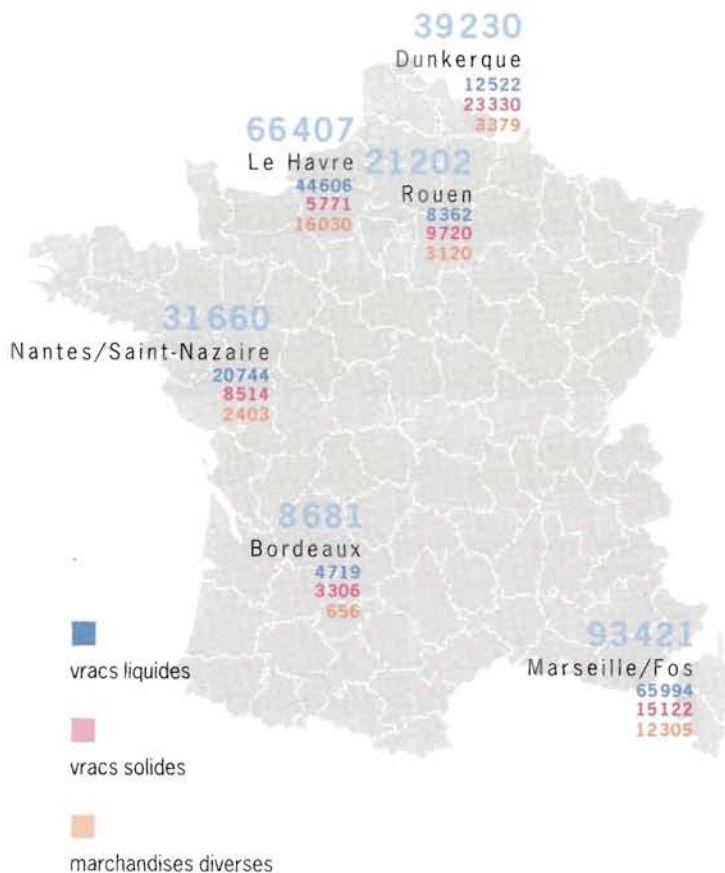 39230
Dunkerque
12522
23330
3379
66407
Le Havre
44606
5771
16030
21202
Rouen
8362
9720
3120
31660
Nantes/Saint-Nazaire
20744
8514
2403
8681
Bordeaux
4719
3306
656
93421
Marseille/Fos
65994
15122
12305
vracs liquides
vracs solides
marchandises diverses